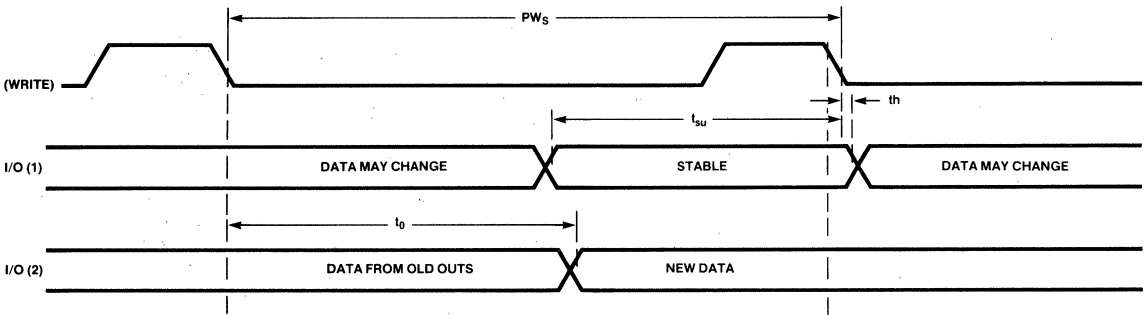 PWS
(WRITE)
th
tsu
I/O (1)
DATA MAY CHANGE
STABLE
DATA MAY CHANGE
t0
I/O (2)
DATA FROM OLD OUTS
NEW DATA